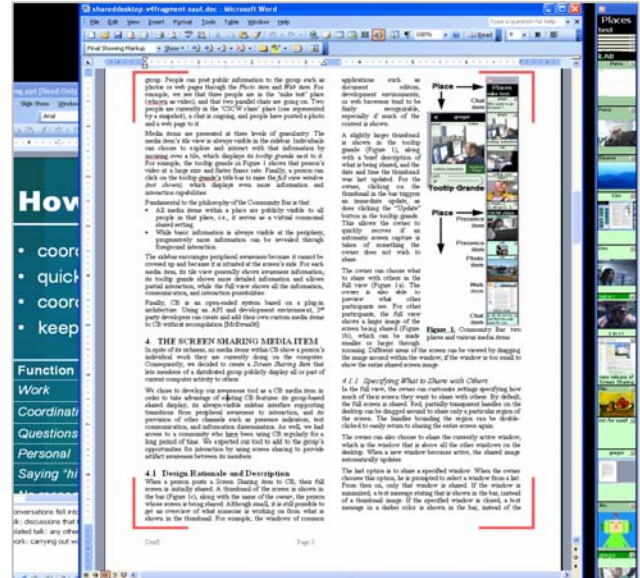 shareddesktop-v4fragment-saul.doc - Microsoft Word
File Edit View Insert Format Tools Table Window Help
Type a question for help
Final Showing Markup
Show
100%
Read
ng.ppt [Read-Only
Slide Show Window
Arial
How
• coord
• quick
• coord
• keep
Function
Work
Coordinati
Questions
Personal
Saying "hi
onversations fell into
group. People can post public information to the group such as
photos or web pages through the Photo item and Web item. For
example, we see that three people are in the "mike test" place
(shown as video), and that two parallel chats are going on. Two
people are currently in the "CSCW class" place (one represented
by a snapshot), a chat is ongoing, and people have posted a photo
and a web page to it.
Media items are presented at three levels of granularity. The
media item's tile view is always visible in the sidebar. Individuals
can choose to explore and interact with that information by
mousing over a tile, which displays its tooltip grande next to it.
For example, the tooltip grande in Figure 1 shows that person's
video at a large size and faster frame rate. Finally, a person can
click on the tooltip grande's title bar to raise the full view window
(not shown), which displays even more information and
interaction capabilities.
Fundamental to the philosophy of the Community Bar is that
• All media items within a place are publicly visible to all
people in that place, i.e., it serves as a virtual communal
shared setting.
• While basic information is always visible at the periphery,
progressively more information can be revealed through
foreground interaction.
The sidebar encourages peripheral awareness because it cannot be
covered up and because it is situated at the screen's side. For each
media item, its tile view generally shows awareness information,
its tooltip grande shows more detailed information and allows
partial interaction, while the full view shows all the information,
communication, and interaction possibilities.
Finally, CB is an open-ended system based on a plug-in
architecture. Using an API and development environment, 3rd
party developers can create and add their own custom media items
to CB without recompilation [McEwan06].
4. THE SCREEN SHARING MEDIA ITEM
In spite of its richness, no media items within CB show a person's
individual work they are currently doing on the computer.
Consequently, we decided to create a Screen Sharing Item that
lets members of a distributed group publicly display all or part of
current computer activity to others.
We chose to develop our awareness tool as a CB media item in
order to take advantage of existing CB features: its group-based
shared display, its always-visible sidebar interface supporting
transitions from peripheral awareness to interaction, and its
provision of other channels such as presence indicators, text
communication, and information dissemination. As well, we had
access to a community who have been using CB regularly for a
long period of time. We expected our tool to add to the group's
opportunities for interaction by using screen sharing to provide
artifact awareness between its members
4.1 Design Rationale and Description
When a person posts a Screen Sharing item to CB, their full
screen is initially shared. A thumbnail of the screen is shown in
the bar (Figure 1c), along with the name of the owner, the person
whose screen is being shared. Although small, it is still possible to
get an overview of what someone is working on from what is
shown in the thumbnail. For example, the windows of common
applications such as
document editors,
development environments,
or web browsers tend to be
fairly recognizable,
especially if much of the
content is shown.
A slightly larger thumbnail
is shown in the tooltip
grande (Figure 1), along
with a brief description of
what is being shared, and the
date and time the thumbnail
was last updated. For the
owner, clicking on the
thumbnail in the bar triggers
an immediate update, as
does clicking the "Update"
button in the tooltip grande.
This allows the owner to
quickly recover if an
automatic screen capture is
taken of something the
owner does not wish to
share.
The owner can choose what
to share with others in the
full view (Figure 1a). The
owner is also able to
preview what other
participants see. For other
participants, the full view
shows a larger image of the
screen being shared (Figure
1b), which can be made
smaller or larger through
Place
Chat
item
gregor
Tooltip Grande
Place
Presence
item
Photo
item
Web
item
Chat
item
Figure 1. Community Bar: two
places and various media items
zooming. Different areas of the screen can be viewed by dragging
the image around within the window, if the window is too small to
show the entire shared screen image
4.1.1 Specifying What to Share with Others
In the full view, the owner can customize settings specifying how
much of their screen they want to share with others. By default,
the full screen is shared. Red, partially transparent handles on the
desktop can be dragged around to share only a particular region of
the screen. The handles bounding the region can be double-
clicked to easily return to sharing the entire screen again.
The owner can also choose to share the currently active window,
which is the window that is above all the other windows on the
desktop. When a new window becomes active, the shared image
automatically updates.
The last option is to share a specified window. When the owner
chooses this option, he is prompted to select a window from a list.
From then on, only that window is shared. If the window is
minimized, a text message stating that is shown in the bar, instead
of a thumbnail image. If the specified window is closed, a text
message in a darker color is shown in the bar, instead of the
Draft
Page 3
Places
test
iLAB
Petra
Kim
gregor